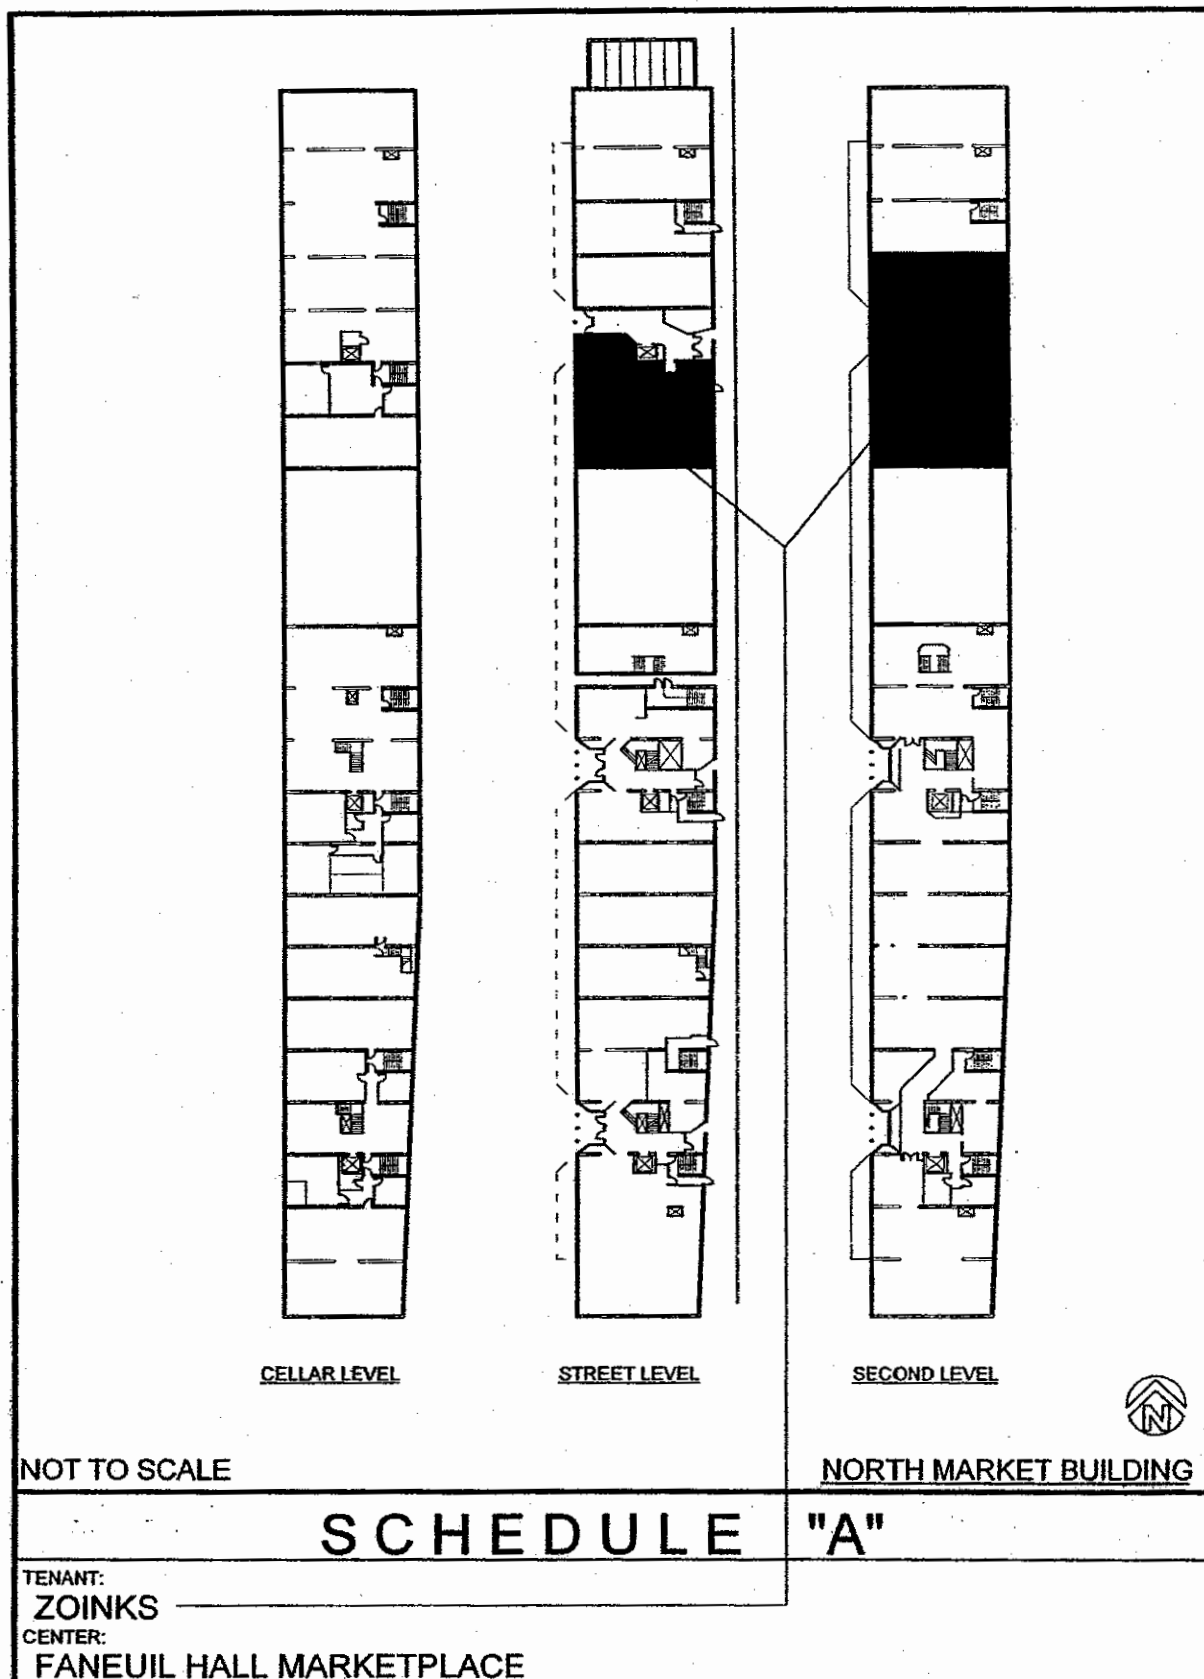 CELLAR LEVEL
STREET LEVEL
SECOND LEVEL
N
NOT TO SCALE
NORTH MARKET BUILDING
SCHEDULE "A"
TENANT:
ZOINKS
CENTER:
FANEUIL HALL MARKETPLACE